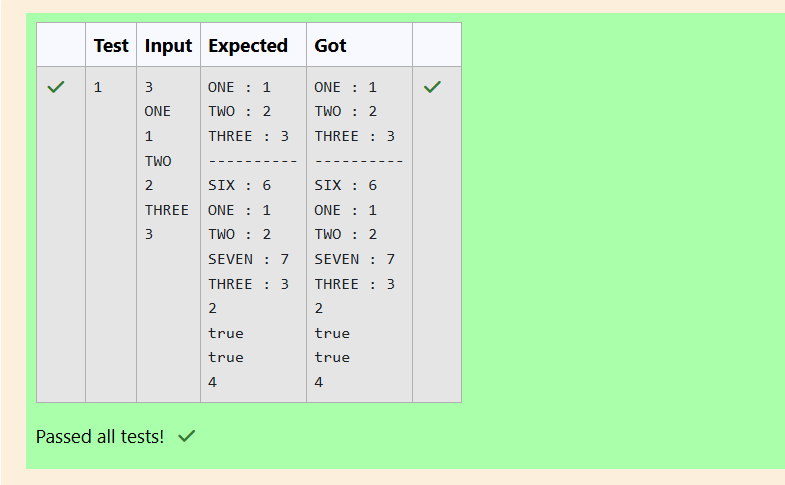 Test Input Expected Got
1 3 ONE : 1 ONE : 1
ONE TWO : 2 TWO : 2
1 THREE : 3 THREE : 3
TWO ---------- ----------
2 SIX : 6 SIX : 6
THREE ONE : 1 ONE : 1
3 TWO : 2 TWO : 2
SEVEN : 7 SEVEN : 7
THREE : 3 THREE : 3
2 2
true true
true true
4 4
Passed all tests!